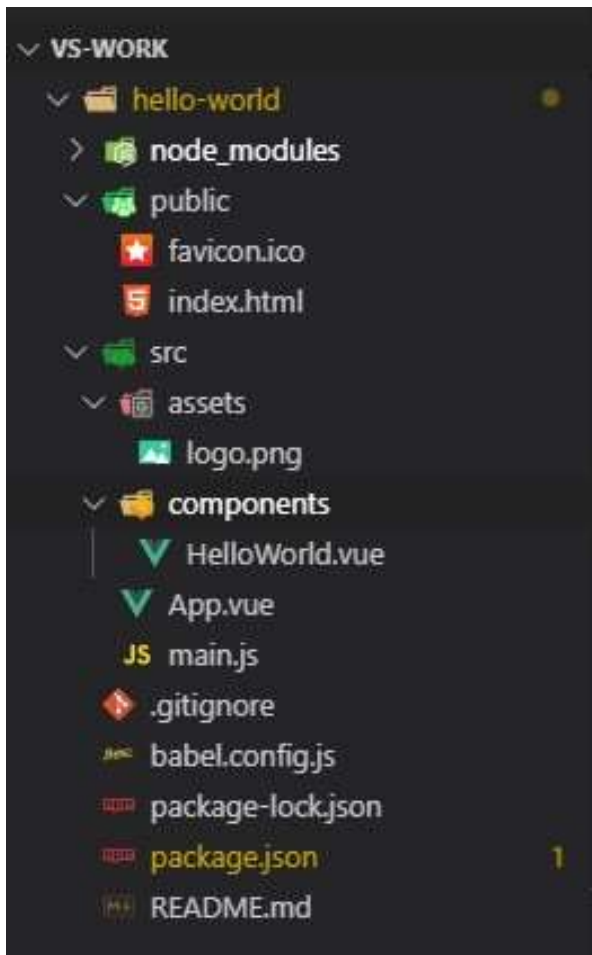 VS-WORK
hello-world
node_modules
public
favicon.ico
index.html
src
assets
logo.png
components
HelloWorld.vue
App.vue
JS main.js
.gitignore
babel.config.js
package-lock.json
package.json 1
README.md